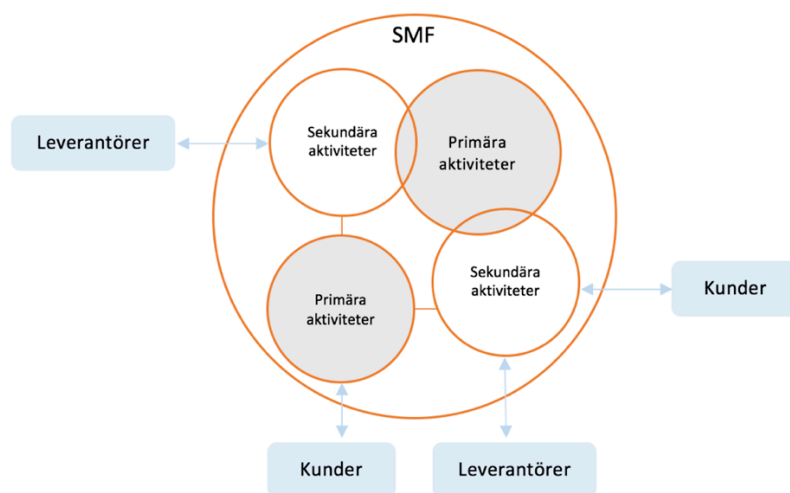 SMF
Sekundära
aktiviteter
Primära
aktiviteter
Leverantörer
Primära
aktiviteter
Sekundära
aktiviteter
Kunder
Kunder
Leverantörer